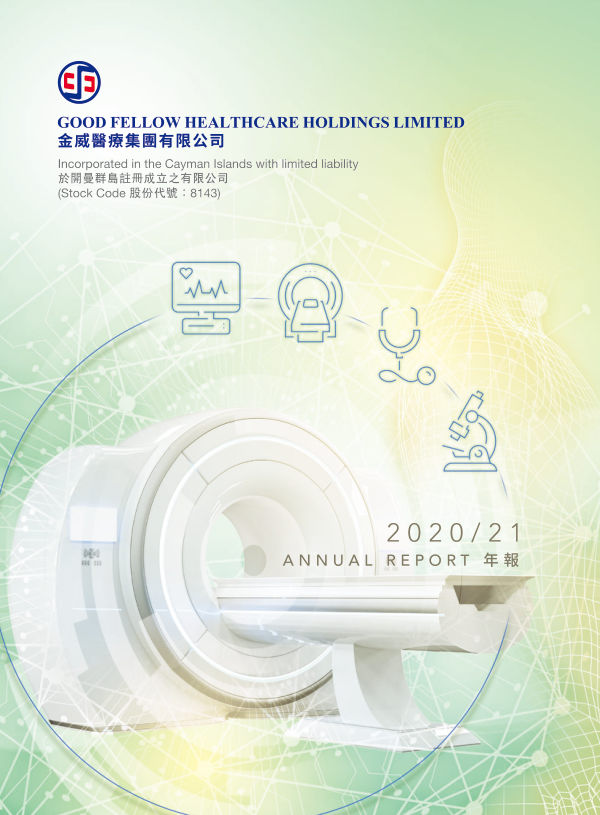 GOOD FELLOW HEALTHCARE HOLDINGS LIMITED
金威醫療集團有限公司
Incorporated in the Cayman Islands with limited liability
於開曼群島註冊成立之有限公司
(Stock Code 股份代號：8143)
2020/21
ANNUAL REPORT 年報